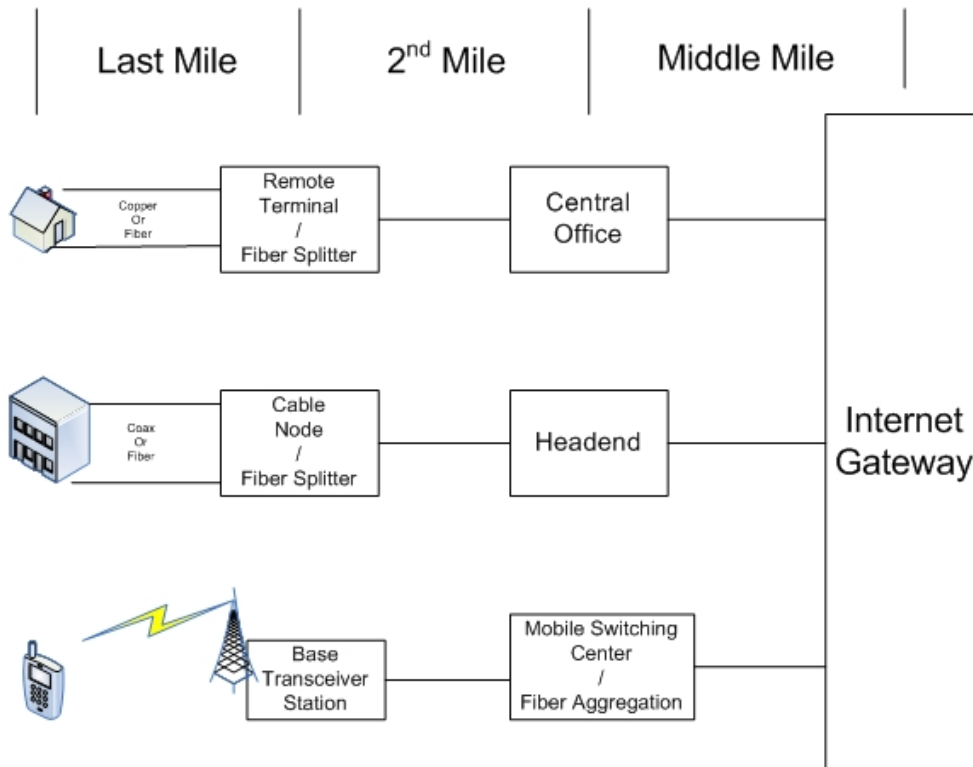 Last Mile
2nd Mile
Middle Mile
Copper
Or
Fiber
Remote
Terminal
/
Fiber Splitter
Central
Office
Coax
Or
Fiber
Cable
Node
/
Fiber Splitter
Headend
Internet
Gateway
Base
Transceiver
Station
Mobile Switching
Center
/
Fiber Aggregation